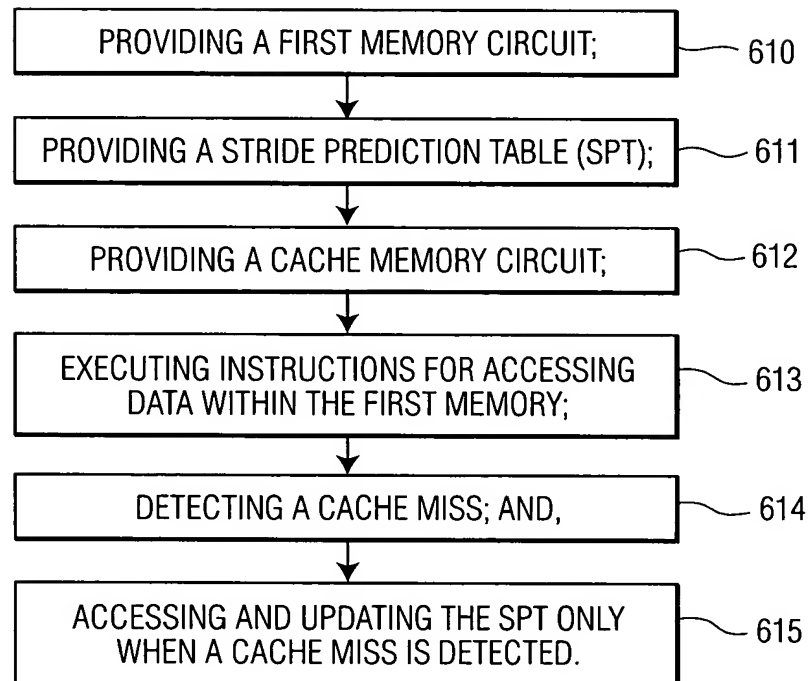 PROVIDING A FIRST MEMORY CIRCUIT;
610
PROVIDING A STRIDE PREDICTION TABLE (SPT);
611
PROVIDING A CACHE MEMORY CIRCUIT;
612
EXECUTING INSTRUCTIONS FOR ACCESSING
DATA WITHIN THE FIRST MEMORY;
613
DETECTING A CACHE MISS; AND,
614
ACCESSING AND UPDATING THE SPT ONLY
WHEN A CACHE MISS IS DETECTED.
615